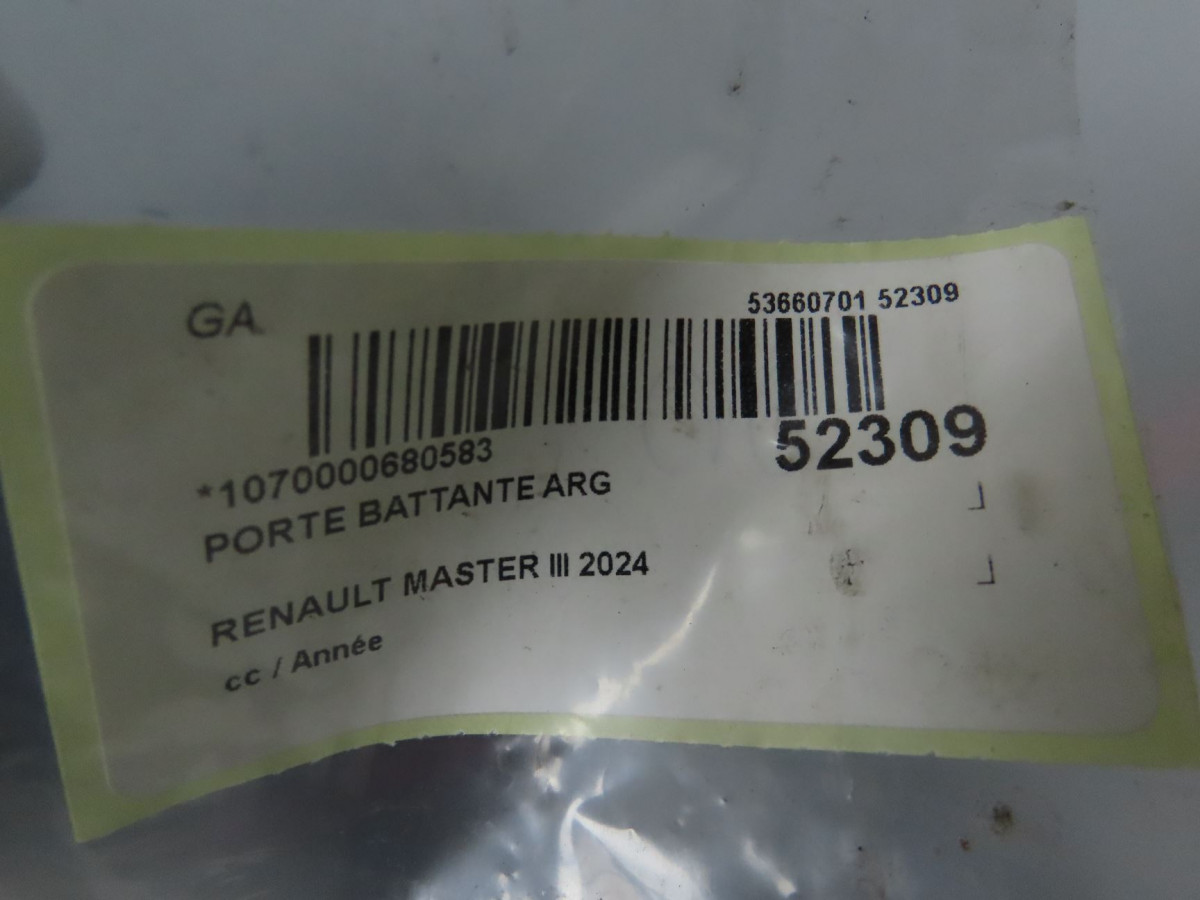 GA
53660701 52309
*1070000680583
52309
PORTE BATTANTE ARG
RENAULT MASTER III 2024
cc / Année